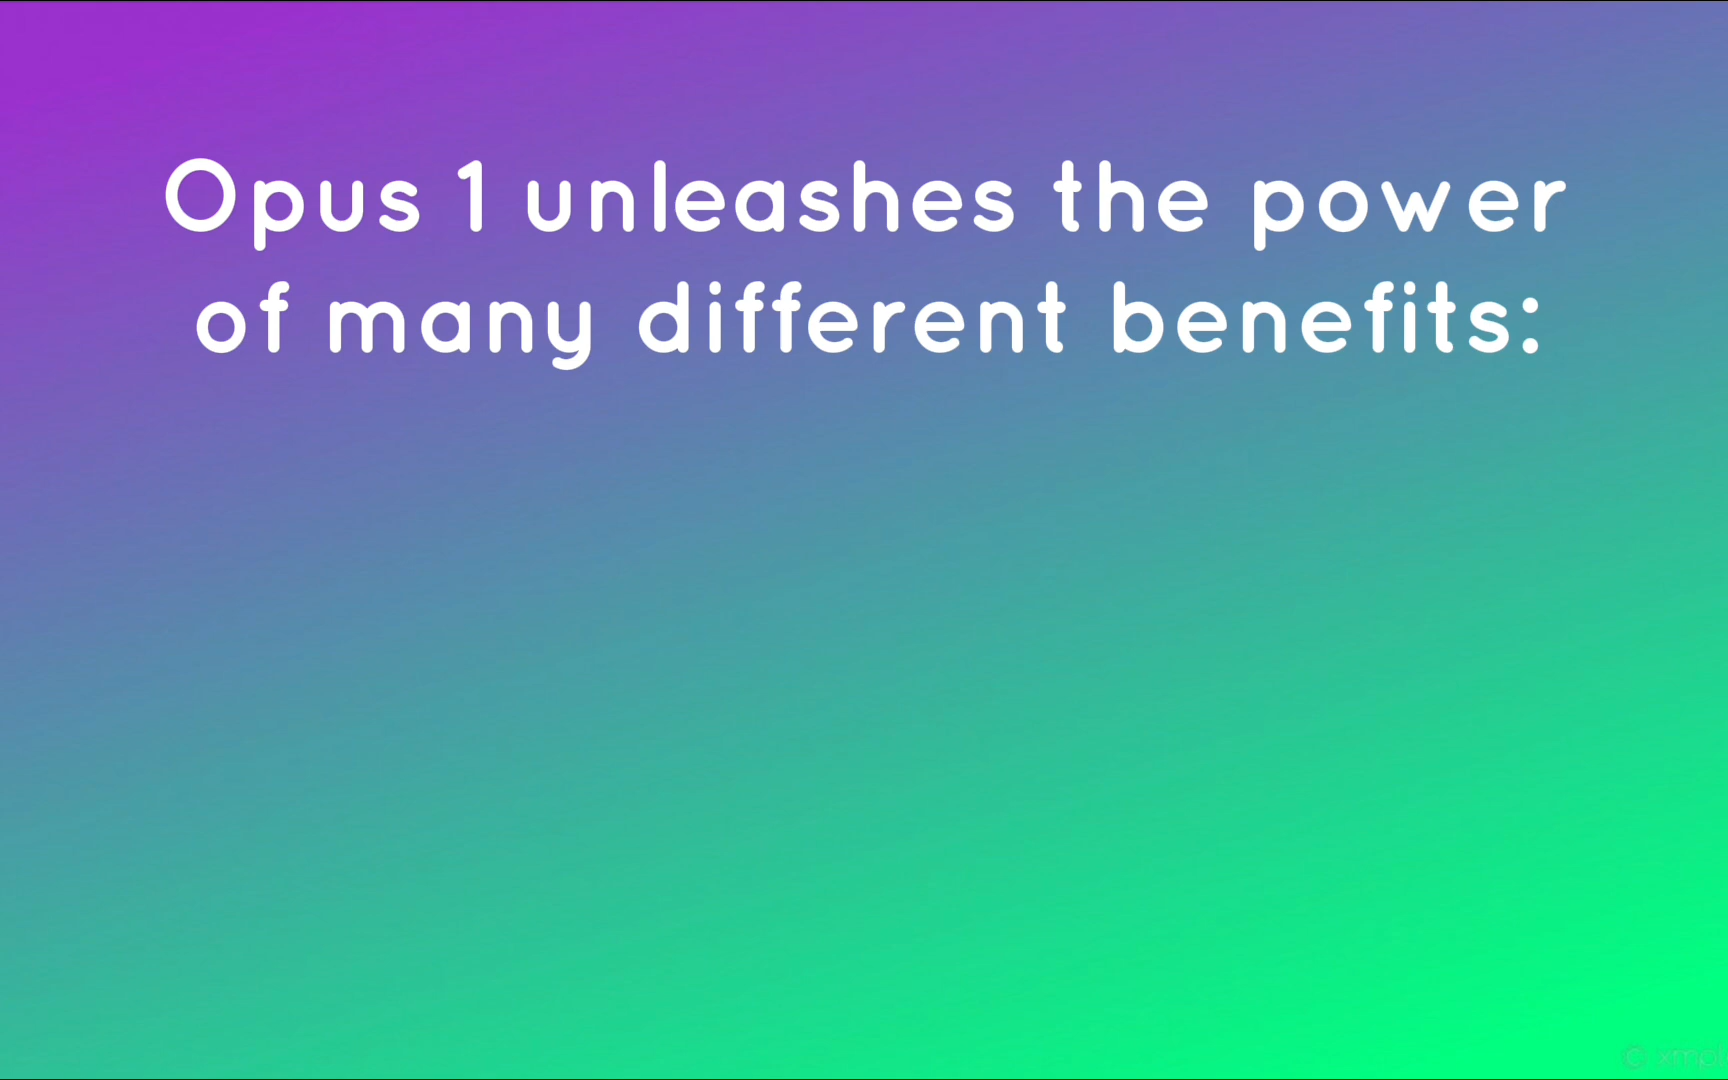 Opus 1 unleashes the power
of many different benefits: